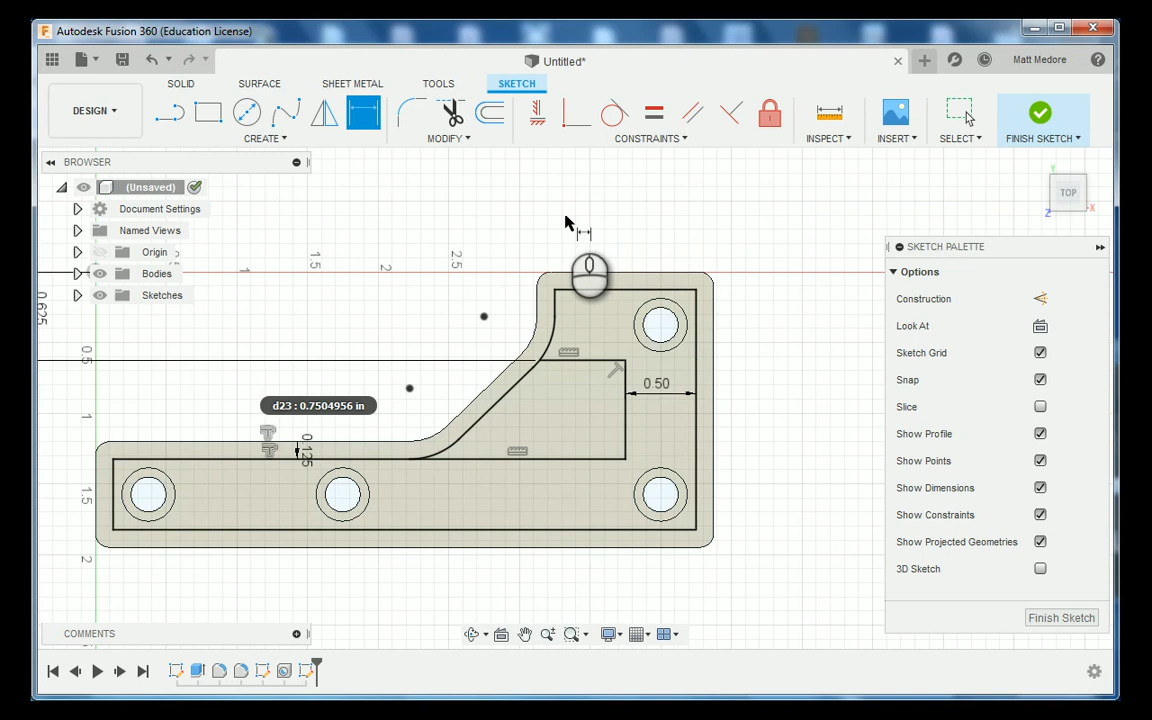 Autodesk Fusion 360 (Education License)
Untitled*
Matt Medore
SOLID
SURFACE
SHEET METAL
TOOLS
SKETCH
DESIGN
CREATE
MODIFY
CONSTRAINTS
INSPECT
INSERT
SELECT
FINISH SKETCH
BROWSER
(Unsaved)
Document Settings
Named Views
Origin
Bodies
Sketches
TOP
Y
X
Z
SKETCH PALETTE
Options
Construction
Look At
Sketch Grid
Snap
Slice
Show Profile
Show Points
Show Dimensions
Show Constraints
Show Projected Geometries
3D Sketch
Finish Sketch
1
1.5
2
2.5
0.625
0.5
1
1.5
2
0.50
d23 : 0.7504956 in
0.125
COMMENTS